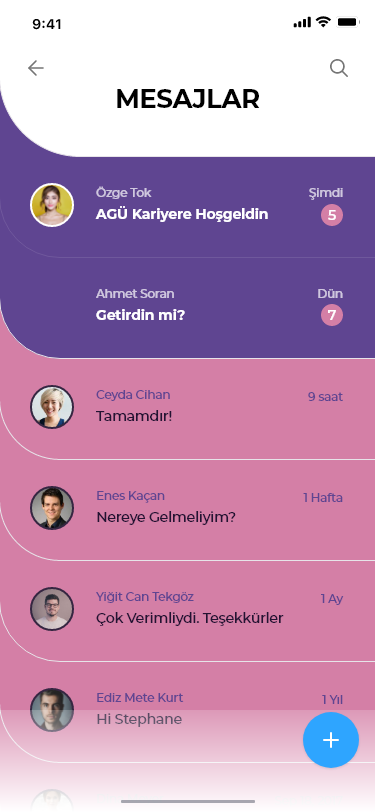 9:41
MESAJLAR
Özge Tok
Şimdi
AGÜ Kariyere Hoşgeldin
5
Ahmet Soran
Dün
Getirdin mi?
7
Ceyda Cihan
9 saat
Tamamdır!
Enes Kaçan
1 Hafta
Nereye Gelmeliyim?
Yiğit Can Tekgöz
1 Ay
Çok Verimliydi. Teşekkürler
Ediz Mete Kurt
1 Yıl
Hi Stephane